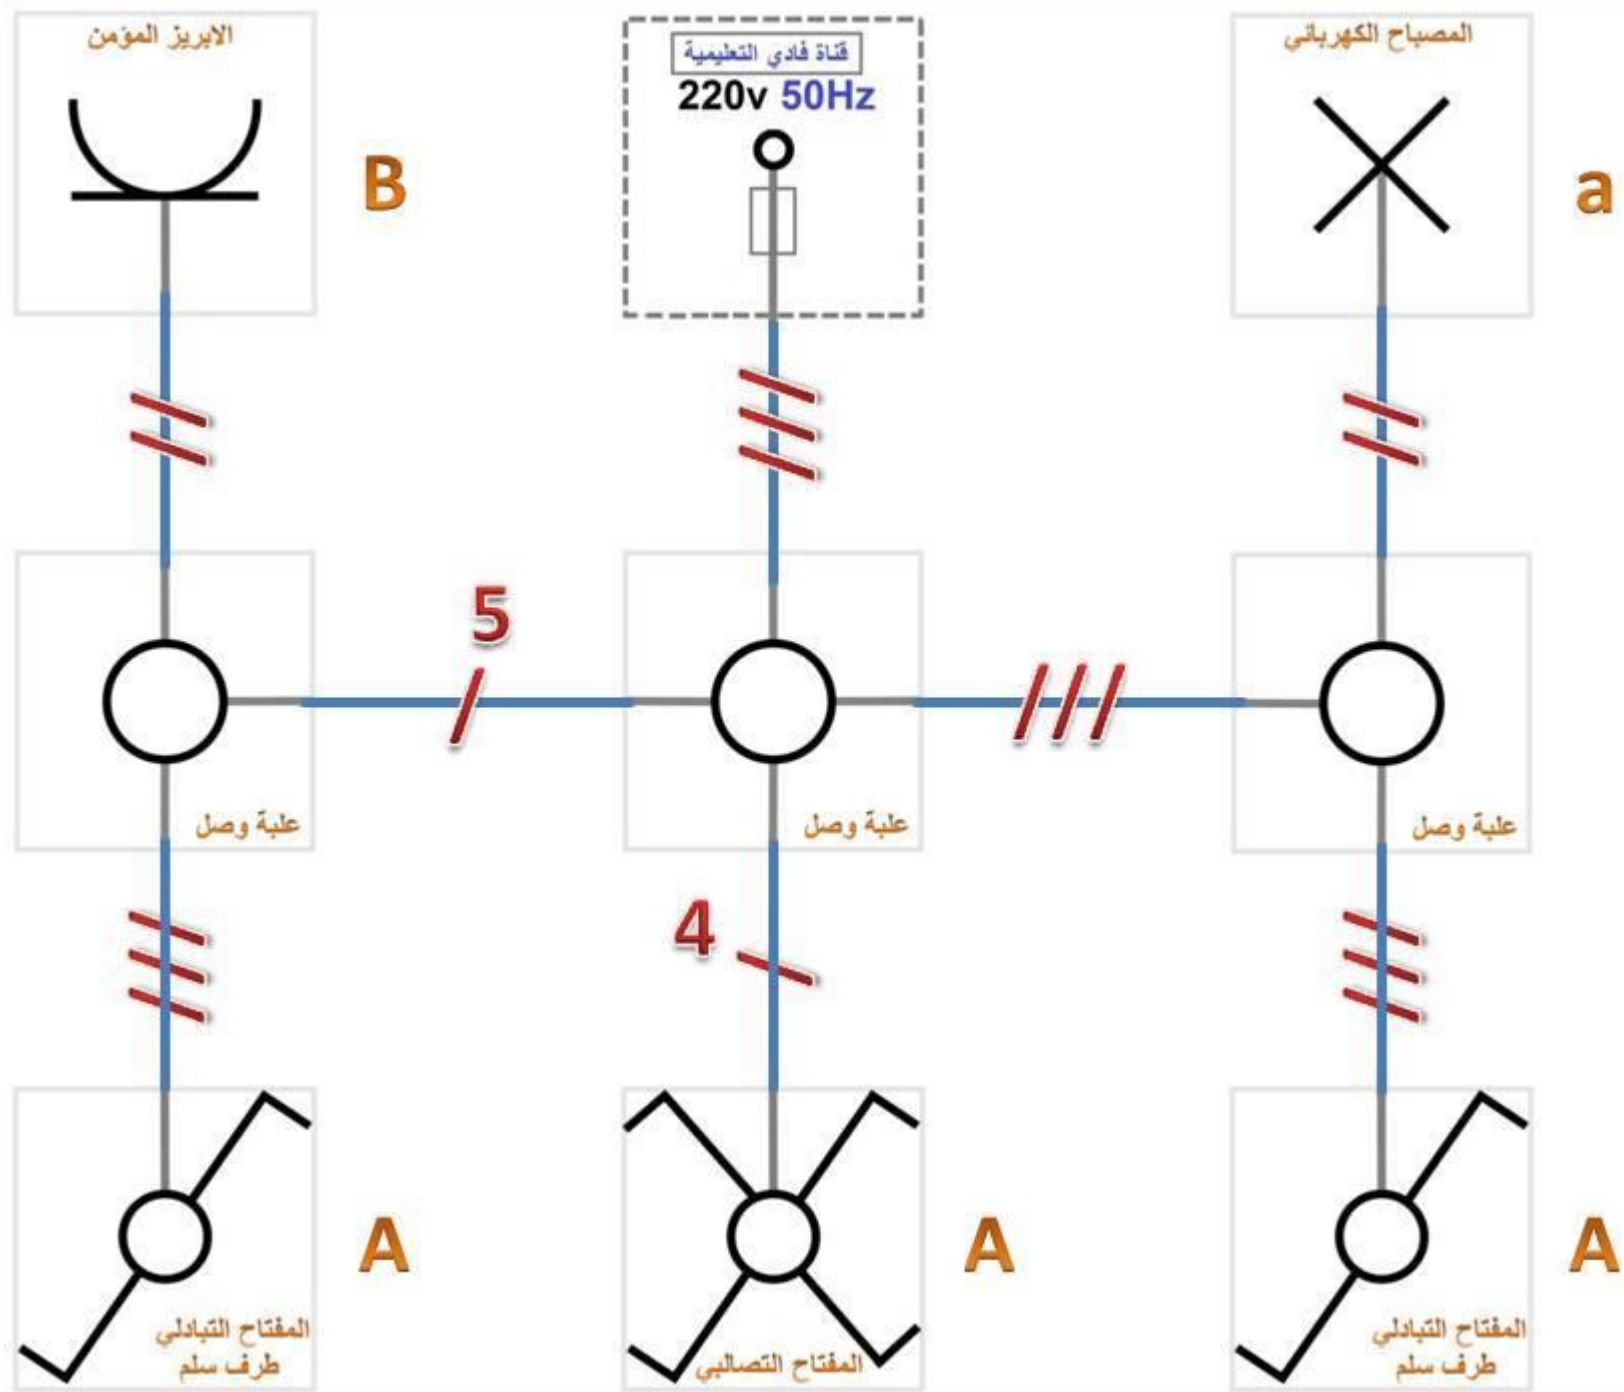 الابريز المؤمن
قناة فادي التعليمية
220v 50Hz
المصباح الكهربائي
B
a
5
علبة وصل
علبة وصل
علبة وصل
4
A
A
A
المفتاح التبادلي
طرف سلم
المفتاح التصالبي
المفتاح التبادلي
طرف سلم